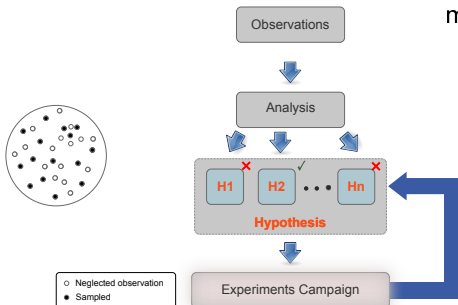 m
Observations
Analysis
H1 H2 Hn
Hypothesis
Experiments Campaign
Neglected observation
Sampled